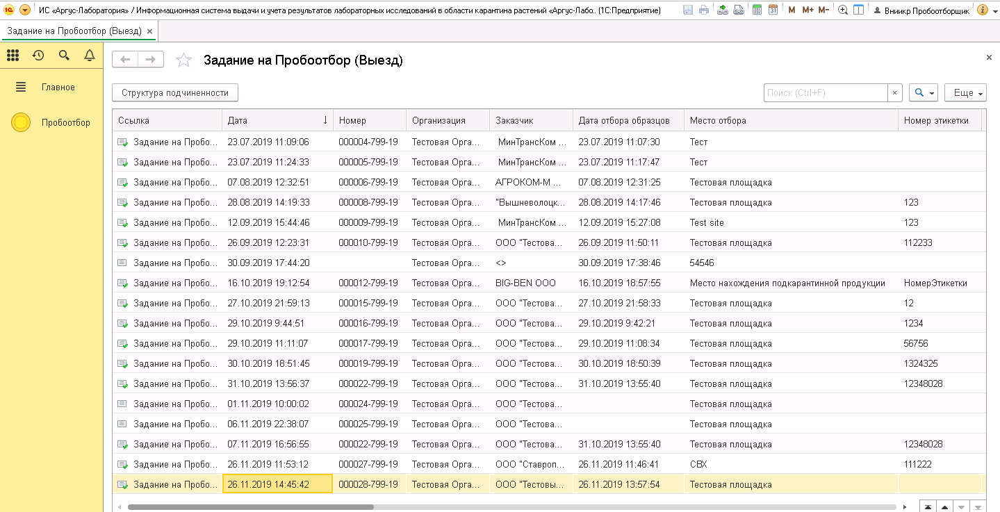 ИС «Аргус-Лаборатория» / Информационная система выдачи и учета результатов лабораторных исследований в области карантина растений «Аргус-Лабо.. (1С:Предприятие) M M+ M- Вниикр Пробоотборщик
Задание на Пробоотбор (Выезд) ×
Задание на Пробоотбор (Выезд)
Главное
Пробоотбор
Структура подчиненности Поиск (Ctrl+F) × Еще
Ссылка Дата ↓ Номер Организация Заказчик Дата отбора образцов Место отбора Номер этикетки
Задание на Пробо... 23.07.2019 11:09:06 000004-799-19 Тестовая Орга... МинТрансКом ... 23.07.2019 11:07:30 Тест
Задание на Пробо... 23.07.2019 11:24:33 000005-799-19 Тестовая Орга... МинТрансКом ... 23.07.2019 11:17:47 Тест
Задание на Пробо... 07.08.2019 12:32:51 000006-799-19 Тестовая Орга... АГРОКОМ-М ... 07.08.2019 12:31:25 Тестовая площадка
Задание на Пробо... 28.08.2019 14:19:33 000008-799-19 Тестовая Орга... "Вышневолоцк... 28.08.2019 14:17:46 Тестовая площадка 123
Задание на Пробо... 12.09.2019 15:44:46 000009-799-19 Тестовая Орга... МинТрансКом ... 12.09.2019 15:27:08 Test site 123
Задание на Пробо... 26.09.2019 12:23:31 000010-799-19 Тестовая Орга... ООО "Тестова... 26.09.2019 11:50:11 Тестовая площадка 112233
Задание на Пробо... 30.09.2019 17:44:20 Тестовая Орга... <> 30.09.2019 17:38:46 54546
Задание на Пробо... 16.10.2019 19:12:54 000012-799-19 Тестовая Орга... BIG-BEN ООО 16.10.2019 18:57:55 Место нахождения подкарантинной продукции НомерЭтикетки
Задание на Пробо... 27.10.2019 21:59:13 000015-799-19 Тестовая Орга... ООО "Тестова... 27.10.2019 21:58:33 Тестовая площадка 12
Задание на Пробо... 29.10.2019 9:44:51 000016-799-19 Тестовая Орга... ООО "Тестова... 29.10.2019 9:42:21 Тестовая площадка 1234
Задание на Пробо... 29.10.2019 11:11:07 000017-799-19 Тестовая Орга... ООО "Тестова... 29.10.2019 11:08:34 Тестовая площадка 56756
Задание на Пробо... 30.10.2019 18:51:45 000019-799-19 Тестовая Орга... ООО "Тестова... 30.10.2019 18:50:39 Тестовая площадка 1324325
Задание на Пробо... 31.10.2019 13:56:37 000022-799-19 Тестовая Орга... ООО "Тестова... 31.10.2019 13:55:40 Тестовая площадка 12348028
Задание на Пробо... 01.11.2019 10:00:02 000024-799-19 Тестовая Орга... ООО "Тестова... Тестовая площадка
Задание на Пробо... 06.11.2019 22:38:07 000025-799-19 Тестовая Орга... ООО "Тестова... Тестовая площадка
Задание на Пробо... 07.11.2019 16:56:55 000022-799-19 Тестовая Орга... ООО "Тестова... 31.10.2019 13:55:40 Тестовая площадка 12348028
Задание на Пробо... 26.11.2019 11:53:12 000027-799-19 Тестовая Орга... ООО "Ставроп... 26.11.2019 11:46:41 СВХ 111222
Задание на Пробо... 26.11.2019 14:45:42 000028-799-19 Тестовая Орга... ООО "Тестовы... 26.11.2019 13:57:54 Тестовая площадка